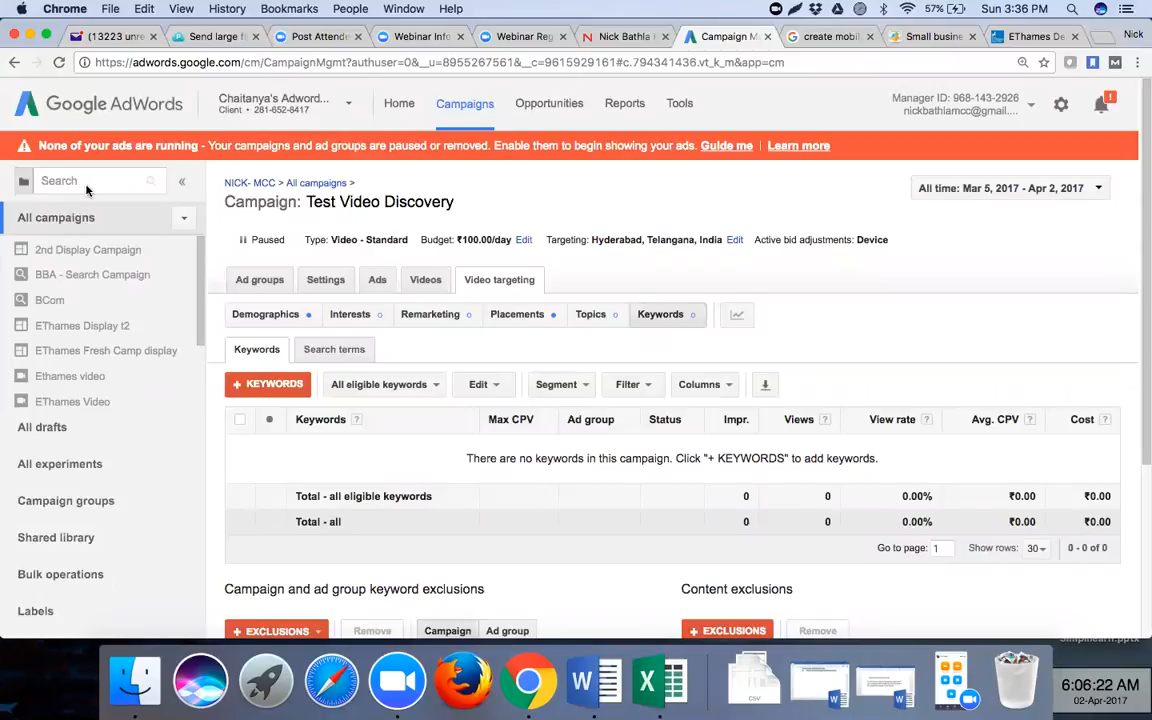 Chrome File Edit View History Bookmarks People Window Help 57% Sun 3:36 PM
(13223 unre Send large fi Post Attende Webinar Info Webinar Reg Nick Bathla I Campaign M create mobil Small busine EThames De Nick
https://adwords.google.com/cm/CampaignMgmt?authuser=0&__u=8955267561&__c=9615929161#c.794341436.vt_k_m&app=cm
Google AdWords
Chaitanya's Adword...
Client • 261-652-8417
Home Campaigns Opportunities Reports Tools
Manager ID: 968-143-2926
nickbathlamcc@gmail....
!
None of your ads are running - Your campaigns and ad groups are paused or removed. Enable them to begin showing your ads. Guide me | Learn more
Search «
NICK- MCC > All campaigns >
Campaign: Test Video Discovery
All time: Mar 5, 2017 - Apr 2, 2017
All campaigns
Paused Type: Video - Standard Budget: ₹100.00/day Edit Targeting: Hyderabad, Telangana, India Edit Active bid adjustments: Device
2nd Display Campaign
BBA - Search Campaign
BCom
EThames Display t2
EThames Fresh Camp display
Ethames video
EThames Video
All drafts
All experiments
Campaign groups
Shared library
Bulk operations
Labels
Ad groups Settings Ads Videos Video targeting
Demographics Interests Remarketing Placements Topics Keywords
Keywords Search terms
+ KEYWORDS All eligible keywords Edit Segment Filter Columns
Keywords ? Max CPV Ad group Status Impr. Views ? View rate ? Avg. CPV ? Cost ?
There are no keywords in this campaign. Click "+ KEYWORDS" to add keywords.
Total - all eligible keywords 0 0 0.00% ₹0.00 ₹0.00
Total - all 0 0 0.00% ₹0.00 ₹0.00
Go to page: 1 Show rows: 30 0 - 0 of 0
Campaign and ad group keyword exclusions
Content exclusions
+ EXCLUSIONS Remove Campaign Ad group
+ EXCLUSIONS Remove
CSV
6:06:22 AM
02-Apr-2017